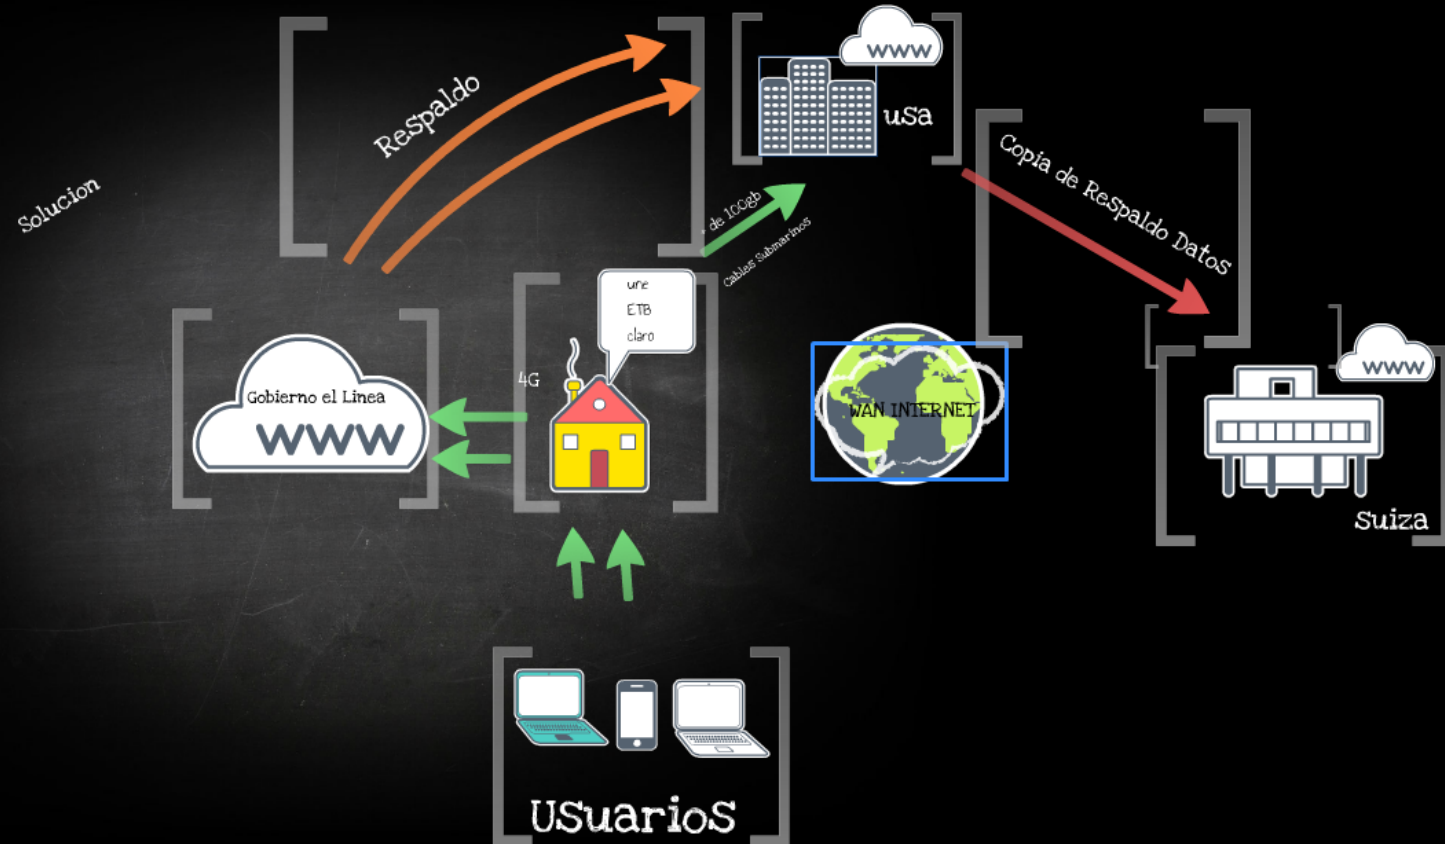 Solucion
Respaldo
www
usa
Copia de Respaldo Datos
. de 100gb
Cables Submarinos
une
ETB
claro
4G
Gobierno el Linea
WWW
WAN INTERNET
www
Suiza
Usuarios